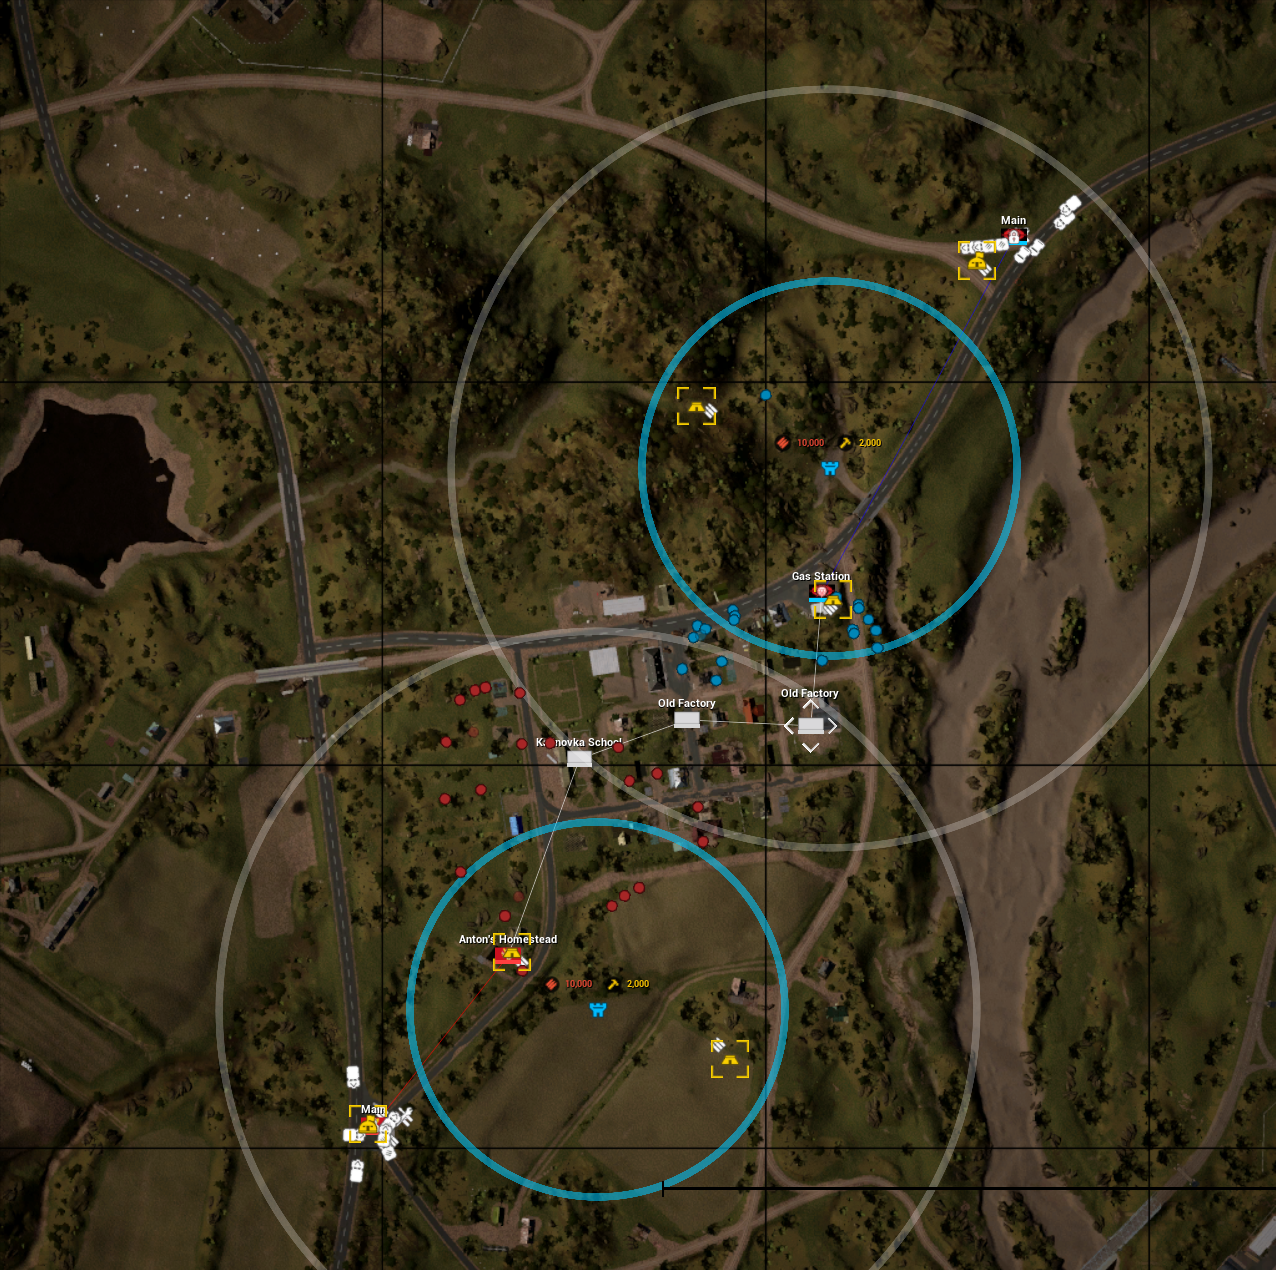 Main
10,000 2,000
Gas Station
Old Factory
Old Factory
School
Anton's Homestead
10,000 2,000
Main